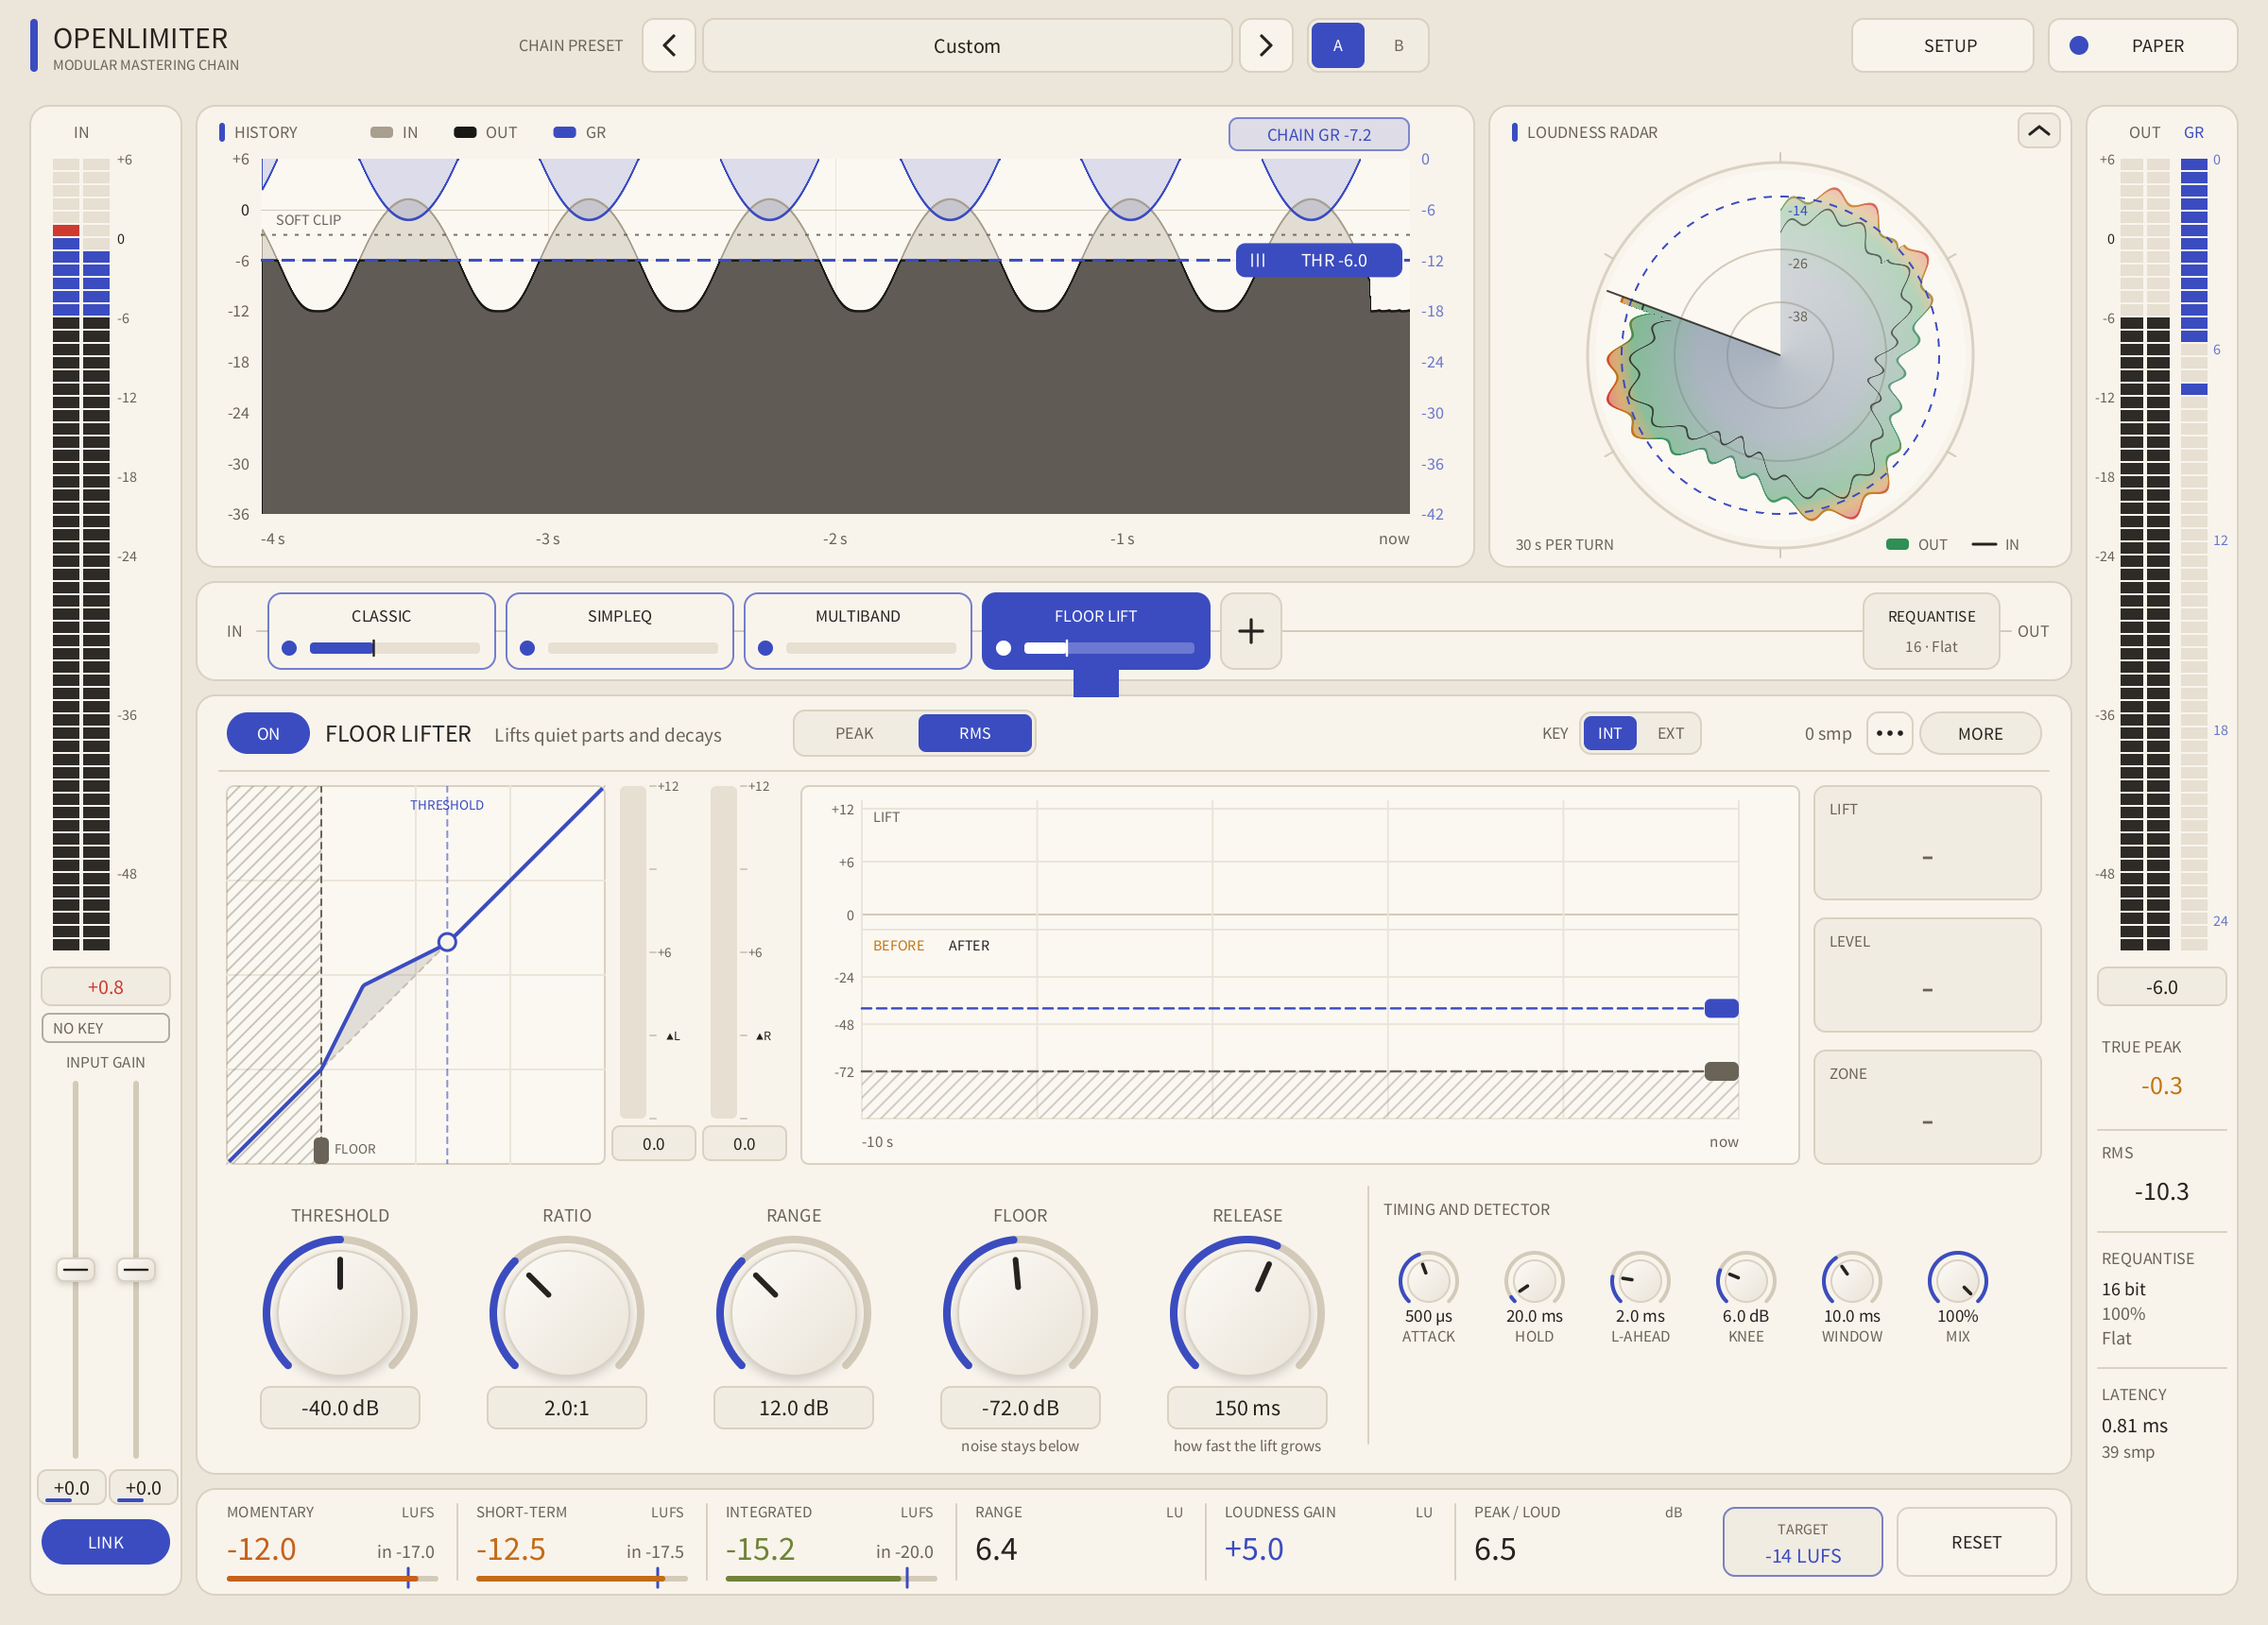 OPENLIMITER
MODULAR MASTERING CHAIN
CHAIN PRESET
Custom
A
B
SETUP
PAPER
IN
+6
0
-6
-12
-18
-24
-36
-48
+0.8
NO KEY
INPUT GAIN
+0.0
+0.0
LINK
HISTORY
IN
OUT
GR
CHAIN GR -7.2
+6
0
-6
-12
-18
-24
-30
-36
SOFT CLIP
THR -6.0
0
-6
-12
-18
-24
-30
-36
-42
-4 s
-3 s
-2 s
-1 s
now
LOUDNESS RADAR
-14
-26
-38
30 s PER TURN
OUT
IN
IN
CLASSIC
SIMPLEQ
MULTIBAND
FLOOR LIFT
REQUANTISE
16 · Flat
OUT
ON
FLOOR LIFTER
Lifts quiet parts and decays
PEAK
RMS
KEY
INT
EXT
0 smp
MORE
THRESHOLD
FLOOR
+12
+6
▲L
0.0
+12
+6
▲R
0.0
+12
+6
0
-24
-48
-72
LIFT
BEFORE
AFTER
-10 s
now
LIFT
–
LEVEL
–
ZONE
–
THRESHOLD
-40.0 dB
RATIO
2.0:1
RANGE
12.0 dB
FLOOR
-72.0 dB
noise stays below
RELEASE
150 ms
how fast the lift grows
TIMING AND DETECTOR
500 µs
ATTACK
20.0 ms
HOLD
2.0 ms
L-AHEAD
6.0 dB
KNEE
10.0 ms
WINDOW
100%
MIX
MOMENTARY
LUFS
-12.0
in -17.0
SHORT-TERM
LUFS
-12.5
in -17.5
INTEGRATED
LUFS
-15.2
in -20.0
RANGE
LU
6.4
LOUDNESS GAIN
LU
+5.0
PEAK / LOUD
dB
6.5
TARGET
-14 LUFS
RESET
OUT
GR
+6
0
-6
-12
-18
-24
-36
-48
0
6
12
18
24
-6.0
TRUE PEAK
-0.3
RMS
-10.3
REQUANTISE
16 bit
100%
Flat
LATENCY
0.81 ms
39 smp